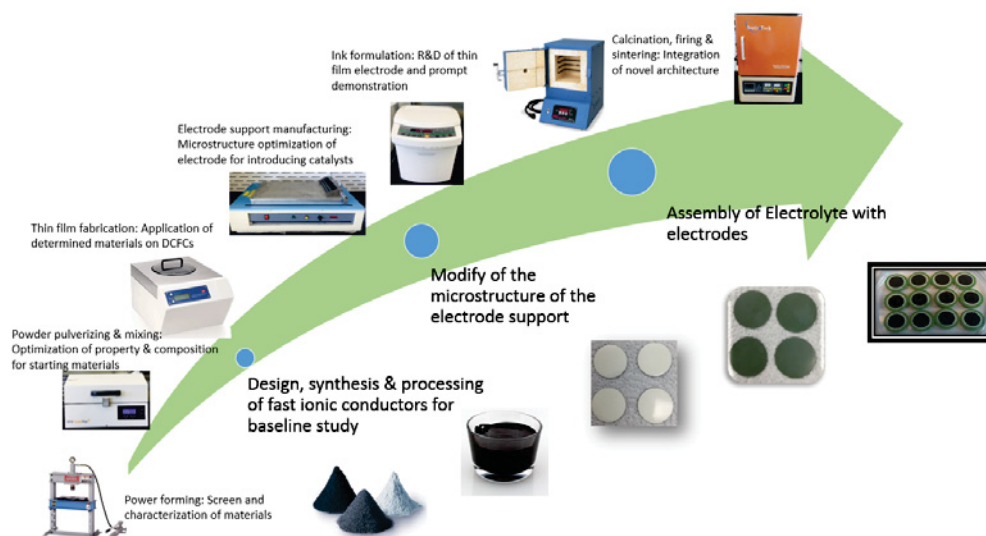 Ink formulation: R&D of thin
film electrode and prompt
demonstration
Calcination, firing &
sintering: Integration
of novel architecture
Electrode support manufacturing:
Microstructure optimization of
electrode for introducing catalysts
Thin film fabrication: Application of
determined materials on DCFCs
Assembly of Electrolyte with
electrodes
Modify of the
microstructure of the
electrode support
Powder pulverizing & mixing:
Optimization of property & composition
for starting materials
Design, synthesis & processing
of fast ionic conductors for
baseline study
Power forming: Screen and
characterization of materials